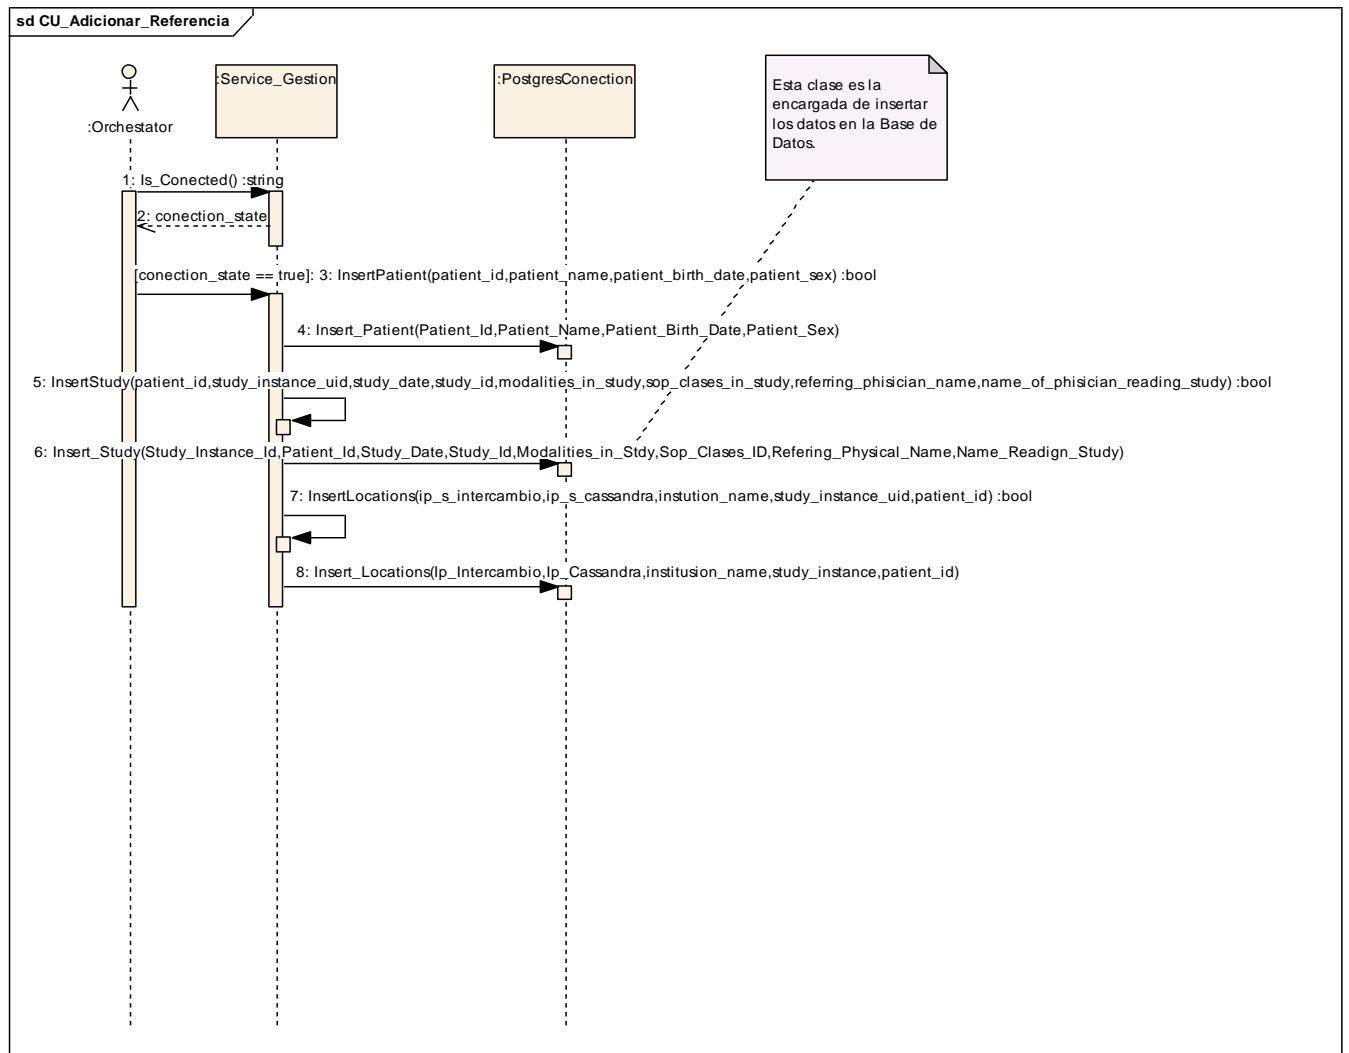 sd CU_Adicionar_Referencia
:Orchestator
:Service_Gestion
:PostgresConection
Esta clase es la
encargada de insertar
los datos en la Base de
Datos.
1: Is_Conected() :string
2: conection_state
[conection_state == true]: 3: InsertPatient(patient_id,patient_name,patient_birth_date,patient_sex) :bool
4: Insert_Patient(Patient_Id,Patient_Name,Patient_Birth_Date,Patient_Sex)
5: InsertStudy(patient_id,study_instance_uid,study_date,study_id,modalities_in_study,sop_clases_in_study,referring_phisician_name,name_of_phisician_reading_study) :bool
6: Insert_Study(Study_Instance_Id,Patient_Id,Study_Date,Study_Id,Modalities_in_Stdy,Sop_Clases_ID,Refering_Physical_Name,Name_Readign_Study)
7: InsertLocations(ip_s_intercambio,ip_s_cassandra,instution_name,study_instance_uid,patient_id) :bool
8: Insert_Locations(Ip_Intercambio,Ip_Cassandra,institusion_name,study_instance,patient_id)